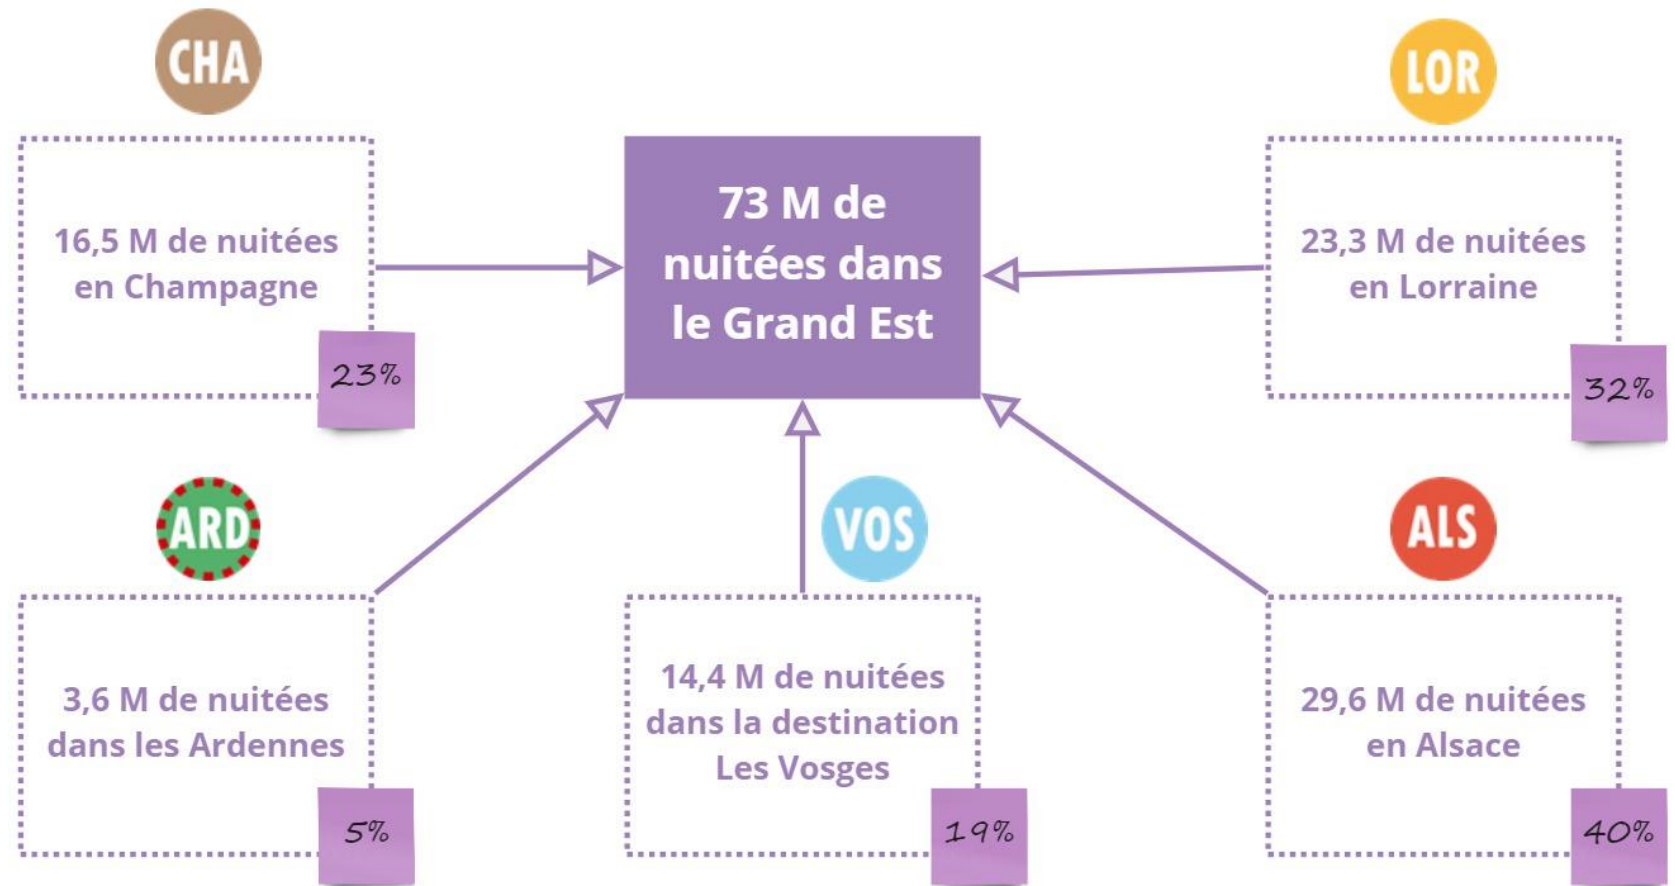 CHA
16,5 M de nuitées
en Champagne
23%
73 M de
nuitées dans
le Grand Est
LOR
23,3 M de nuitées
en Lorraine
32%
ARD
3,6 M de nuitées
dans les Ardennes
5%
VOS
14,4 M de nuitées
dans la destination
Les Vosges
19%
ALS
29,6 M de nuitées
en Alsace
40%